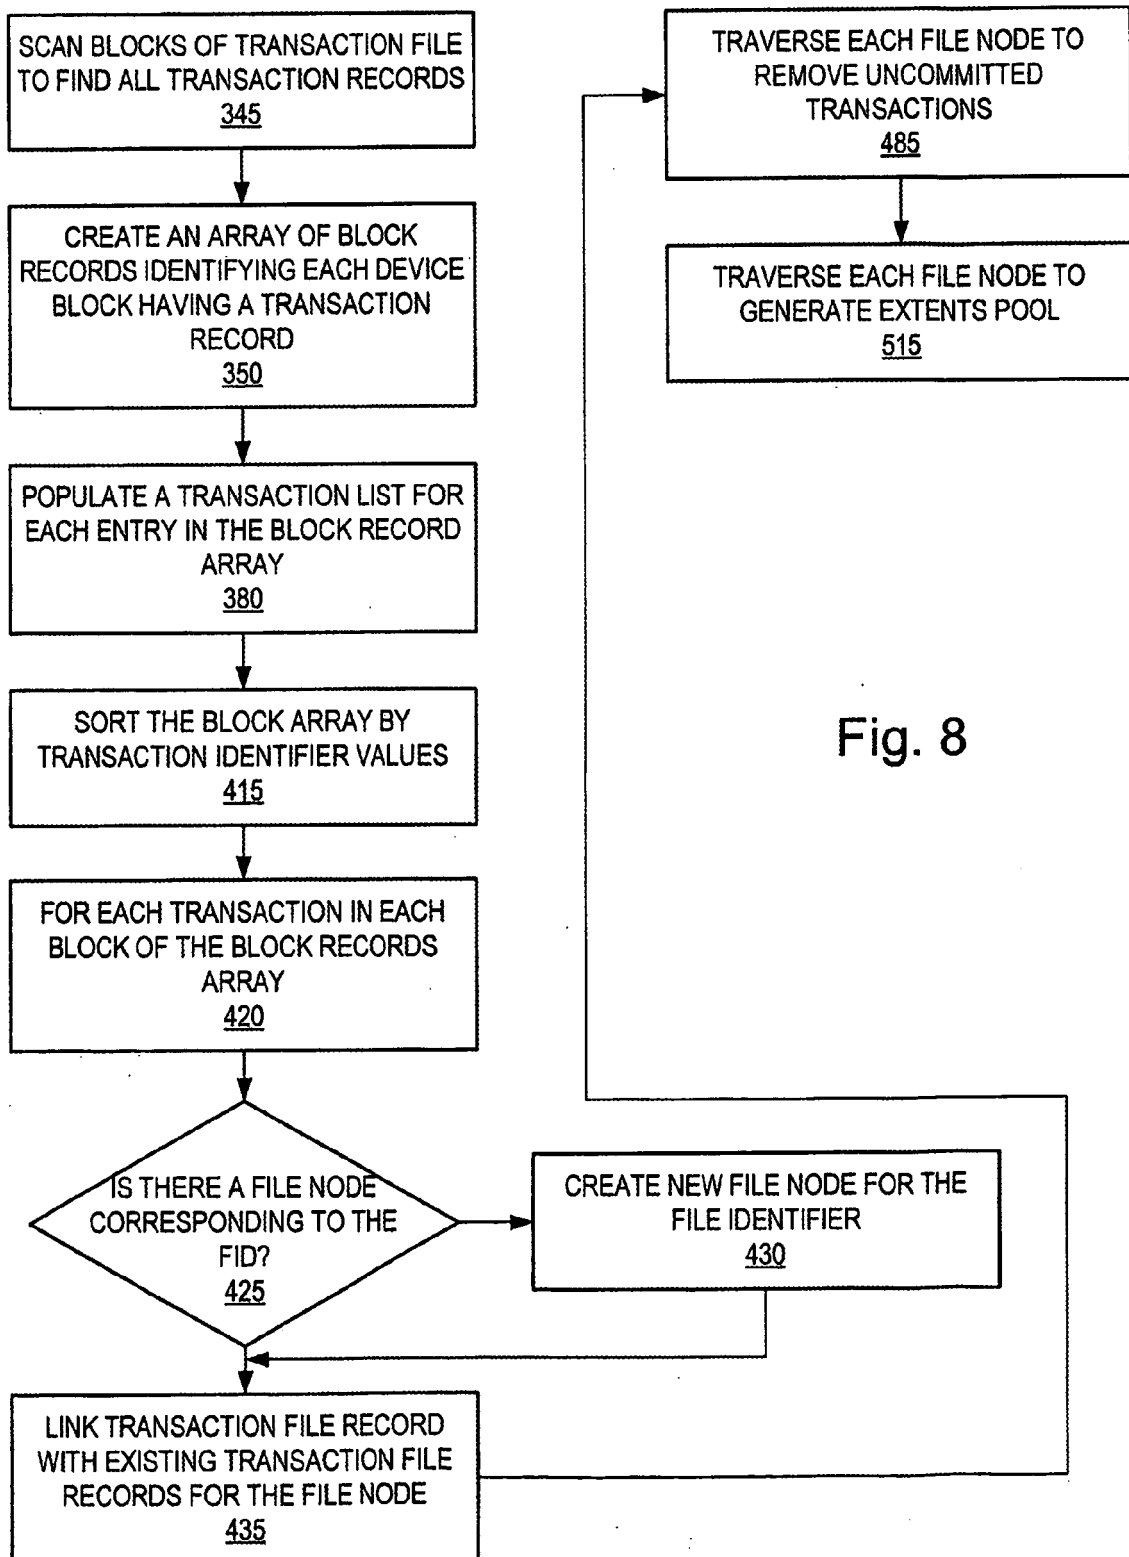 SCAN BLOCKS OF TRANSACTION FILE
TO FIND ALL TRANSACTION RECORDS
345
CREATE AN ARRAY OF BLOCK
RECORDS IDENTIFYING EACH DEVICE
BLOCK HAVING A TRANSACTION
RECORD
350
POPULATE A TRANSACTION LIST FOR
EACH ENTRY IN THE BLOCK RECORD
ARRAY
380
SORT THE BLOCK ARRAY BY
TRANSACTION IDENTIFIER VALUES
415
FOR EACH TRANSACTION IN EACH
BLOCK OF THE BLOCK RECORDS
ARRAY
420
IS THERE A FILE NODE
CORRESPONDING TO THE
FID?
425
CREATE NEW FILE NODE FOR THE
FILE IDENTIFIER
430
LINK TRANSACTION FILE RECORD
WITH EXISTING TRANSACTION FILE
RECORDS FOR THE FILE NODE
435
TRAVERSE EACH FILE NODE TO
REMOVE UNCOMMITTED
TRANSACTIONS
485
TRAVERSE EACH FILE NODE TO
GENERATE EXTENTS POOL
515
Fig. 8